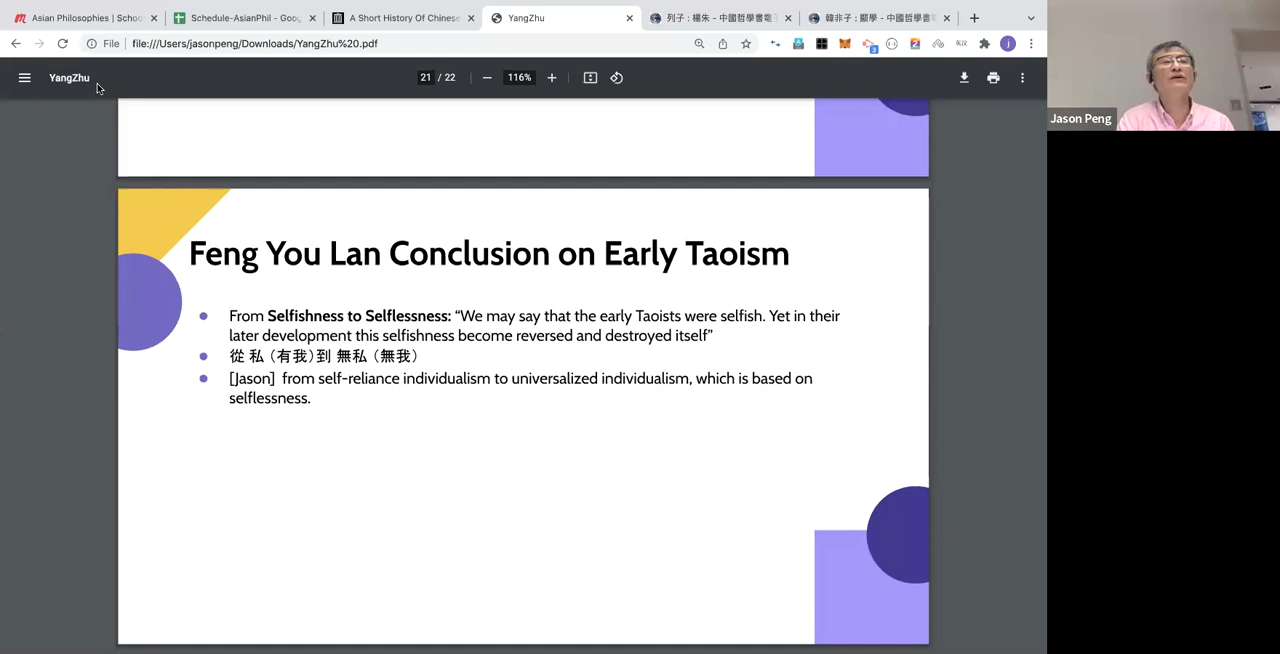 Asian Philosophies | Schoo
Schedule-AsianPhil - Goog
A Short History Of Chinese
YangZhu
列子 : 楊朱 - 中國哲學書電子
韓非子 : 顯學 - 中國哲學書電
File
file:///Users/jasonpeng/Downloads/YangZhu%20.pdf
YangZhu
21 / 22
116%
Jason Peng
Feng You Lan Conclusion on Early Taoism
From Selfishness to Selflessness: “We may say that the early Taoists were selfish. Yet in their
later development this selfishness become reversed and destroyed itself”
從 私 (有我)到 無私 (無我)
[Jason] from self-reliance individualism to universalized individualism, which is based on
selflessness.